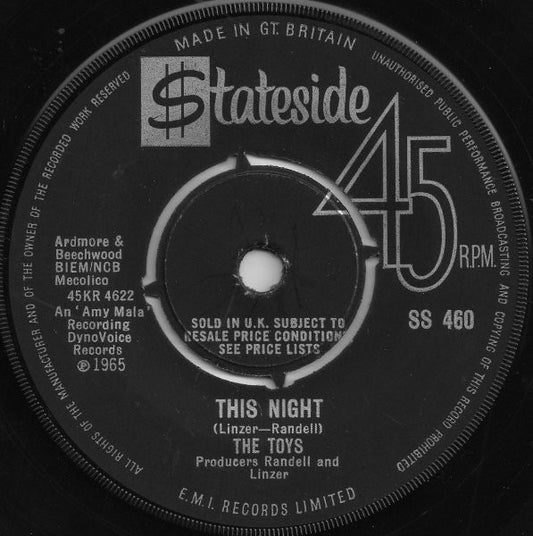 MADE IN GT. BRITAIN
UNAUTHORISED PUBLIC PERFORMANCE BROADCASTING AND COPYING OF THIS RECORD PROHIBITED
ALL RIGHTS OF THE MANUFACTURER AND OF THE OWNER OF THE RECORDED WORK RESERVED
$tateside
45
R.P.M.
Ardmore &
Beechwood
BIEM/NCB
Mecolico
45KR 4622
An 'Amy Mala'
Recording
DynoVoice
Records
℗ 1965
SS 460
SOLD IN U.K. SUBJECT TO
RESALE PRICE CONDITIONS
SEE PRICE LISTS
THIS NIGHT
(Linzer—Randell)
THE TOYS
Producers Randell and
Linzer
E.M.I. RECORDS LIMITED